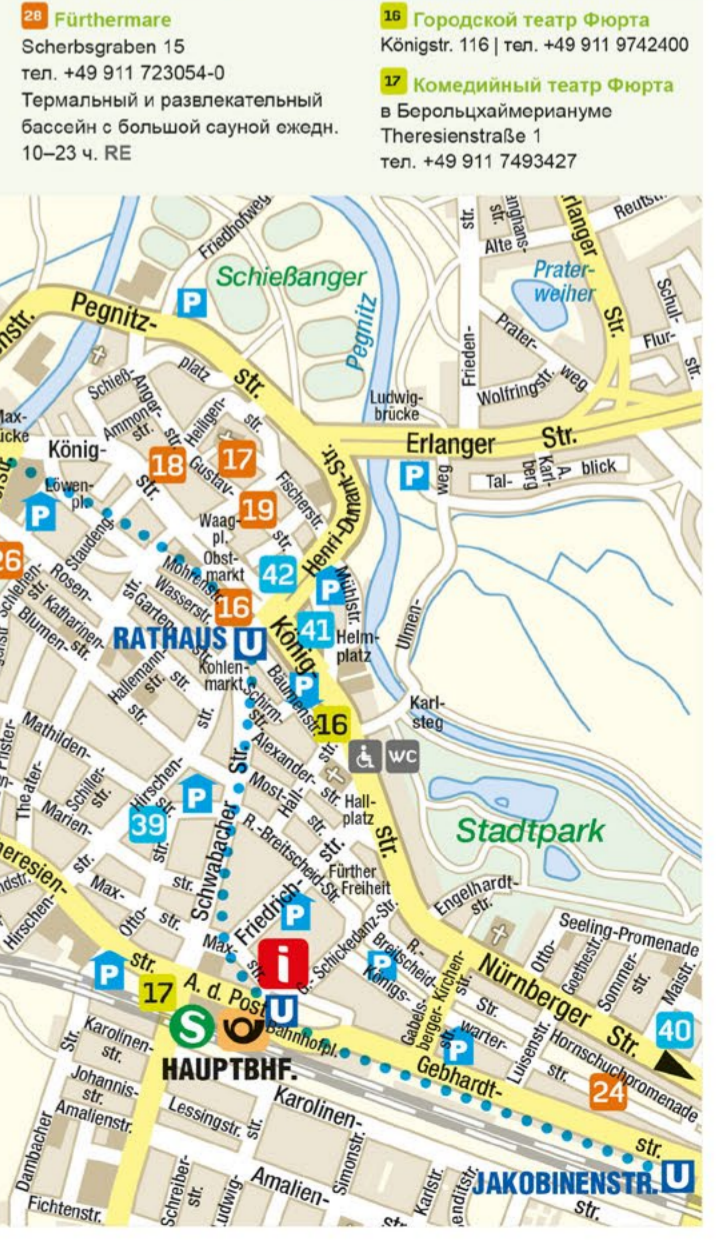 28 Fürthermare
Scherbsgraben 15
тел. +49 911 723054-0
Термальный и развлекательный
бассейн с большой сауной ежедн.
10–23 ч. RE
16 Городской театр Фюрта
Königstr. 116 | тел. +49 911 9742400
17 Комедийный театр Фюрта
в Берольцхаймериануме
Theresienstraße 1
тел. +49 911 7493427
Friedhofweg
Schießanger
Pegnitz
Pegnitz-
str.
P
platz
Schieß-
Anger-
str.
Ammon-
str.
Heiligen-
str.
König-
str.
Löwen-
pl.
18
17
19
Gustav-
str.
Fischerstr.
Waag-
pl.
Obst-
markt
Henri-Dunant-Str.
str.
Alte
Erlanger
Str.
Reutstr.
Prater-
weiher
Schul-
Flur-
str.
Prater-
weg
Frieden-
str.
Wolfringstr.
Ludwig-
brücke
Erlanger Str.
P
weg
Tal-
berg
Karl-
A.
blick
Ulmen-
42
P
Mühlstr.
41
Helm-
platz
26
Staudeng.
Mohrenstr.
Wasserstr.
16
Rosen-
str.
Katharinen-
str.
Blumen-
str.
Garten-
str.
RATHAUS U
Kohlen-
markt
Hallemann-
str.
König-
P
Bäumenstr.
16
Schirm-
str.
Alexander-
str.
WC
Karl-
steg
Stadtpark
Mathilden-
str.
Theater-
Schiller-
str.
Marien-
str.
Hirschen-
str.
P
39
Schwabacher Str.
Most-
Hall-
str.
Hall-
platz
str.
R.-Breitscheid-Str.
Fürther
Freiheit
Friedrich-
str.
P
G.-Schickedanz-Str.
Engelhardt-
str.
Hirschen-
Max-
str.
Otto-
str.
Max-
str.
P
17
A. d. Post
i
U
S
HAUPTBHF.
Bahnhofpl.
P
R.-
Breitscheid-
Str.
Königs-
warter-
str.
Gabels-
berger-
str.
Kirchen-
str.
P
Seeling-Promenade
Otto-
Goethestr.
Sommer-
str.
Maistr.
Nürnberger Str.
40
Luisenstr.
Hornschuchpromenade
24
Gebhardt-
str.
JAKOBINENSTR. U
str.
Karolinen-
str.
Johannis-
str.
Amalienstr.
Dambacher
Str.
Fichtenstr.
Lessingstr.
Schreiber-
str.
Ludwig-
str.
Karolinen-
Amalien-
str.
Simonstr.
Karlstr.